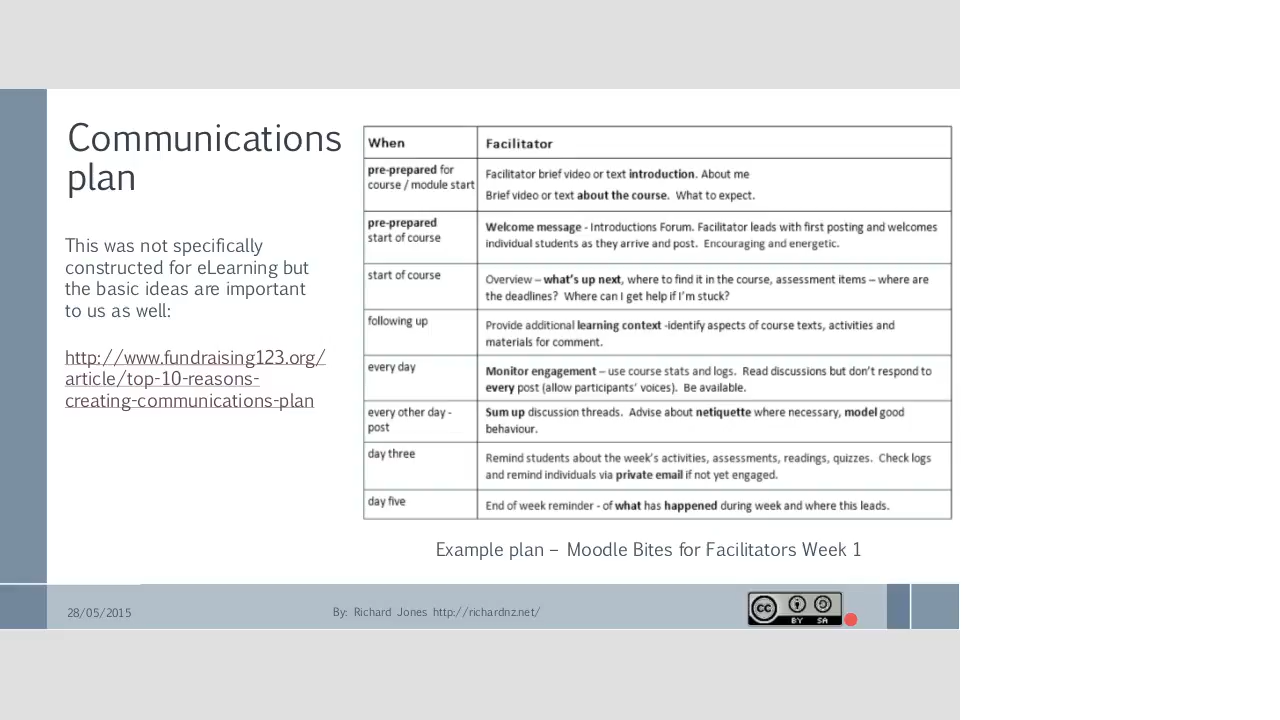 Communications
plan
This was not specifically
constructed for eLearning but
the basic ideas are important
to us as well:
http://www.fundraising123.org/
article/top-10-reasons-
creating-communications-plan
When Facilitator
pre-prepared for
course / module start
Facilitator brief video or text introduction. About me
Brief video or text about the course. What to expect.
pre-prepared
start of course
Welcome message - Introductions Forum. Facilitator leads with first posting and welcomes
individual students as they arrive and post. Encouraging and energetic.
start of course
Overview – what's up next, where to find it in the course, assessment items – where are
the deadlines? Where can I get help if I'm stuck?
following up
Provide additional learning context -identify aspects of course texts, activities and
materials for comment.
every day
Monitor engagement – use course stats and logs. Read discussions but don't respond to
every post (allow participants' voices). Be available.
every other day -
post
Sum up discussion threads. Advise about netiquette where necessary, model good
behaviour.
day three
Remind students about the week's activities, assessments, readings, quizzes. Check logs
and remind individuals via private email if not yet engaged.
day five
End of week reminder - of what has happened during week and where this leads.
Example plan – Moodle Bites for Facilitators Week 1
28/05/2015
By: Richard Jones http://richardnz.net/
cc
BY SA